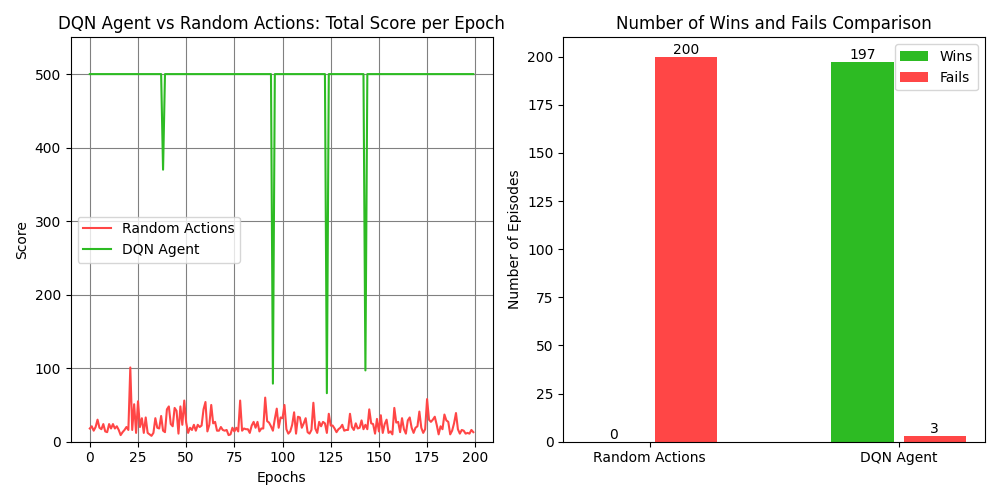 DQN Agent vs Random Actions: Total Score per Epoch
500
400
300
200
100
0
Score
Random Actions
DQN Agent
0 25 50 75 100 125 150 175 200
Epochs
Number of Wins and Fails Comparison
200
175
150
125
100
75
50
25
0
Number of Episodes
0
200
197
3
Wins
Fails
Random Actions
DQN Agent